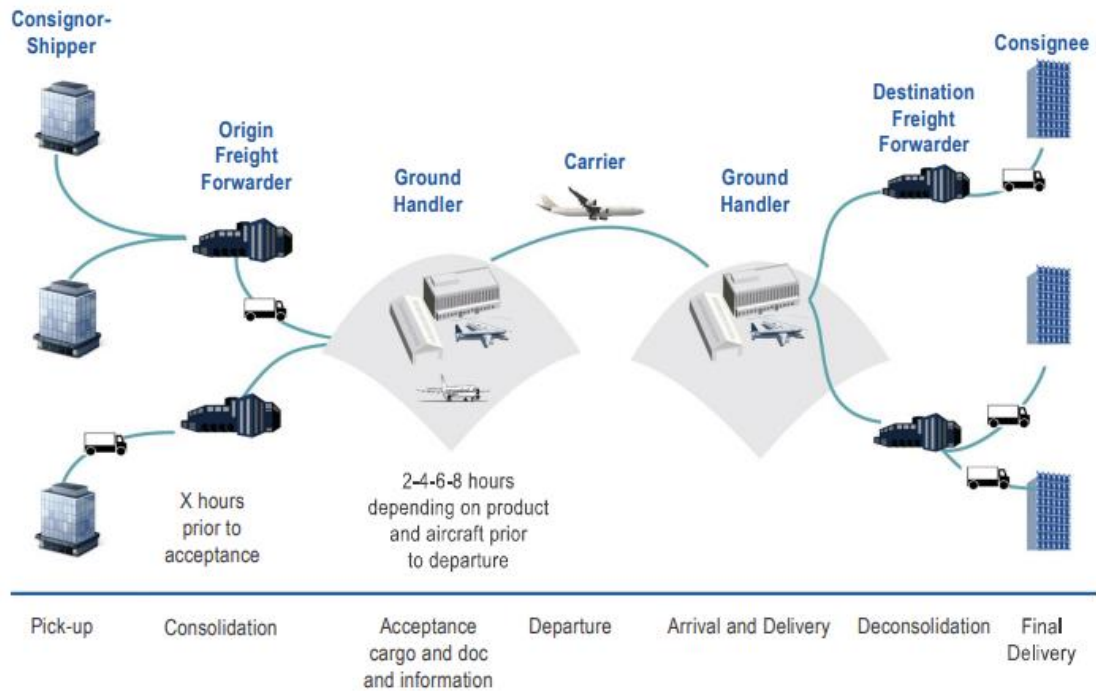 Consignor-
Shipper
Origin
Freight
Forwarder
Ground
Handler
Carrier
Ground
Handler
Destination
Freight
Forwarder
Consignee
X hours
prior to
acceptance
2-4-6-8 hours
depending on product
and aircraft prior
to departure
Pick-up
Consolidation
Acceptance
cargo and doc
and information
Departure
Arrival and Delivery
Deconsolidation
Final
Delivery